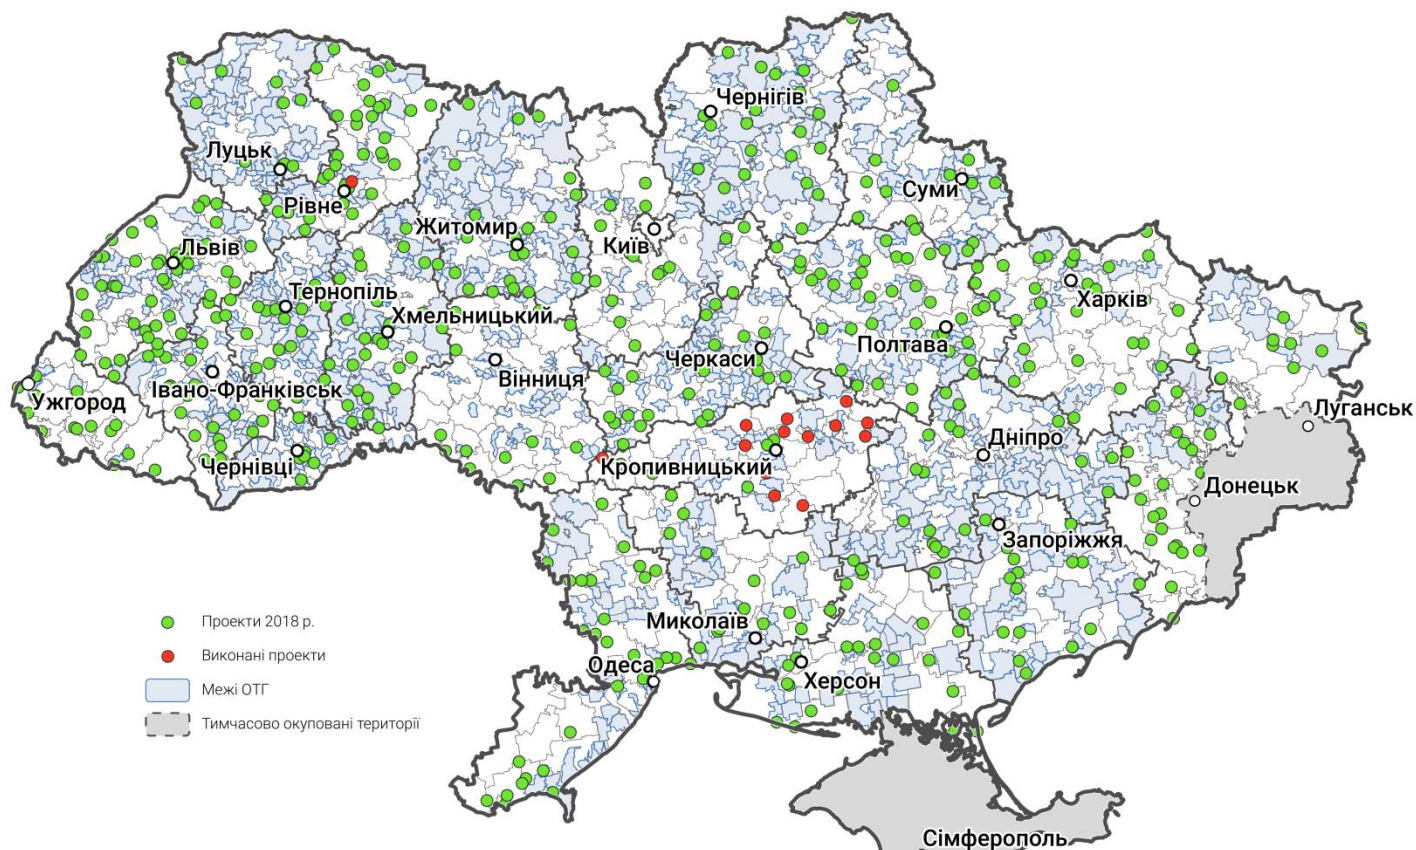 Чернігів
Луцьк
Суми
Рівне
Житомир
Київ
Львів
Тернопіль
Харків
Хмельницький
Полтава
Черкаси
Вінниця
Івано-Франківськ
Ужгород
Луганськ
Дніпро
Чернівці
Кропивницький
Донецьк
Запоріжжя
Проекти 2018 р.
Миколаїв
Виконані проекти
Одеса
Херсон
Межі ОТГ
Тимчасово окуповані території
Сімферополь